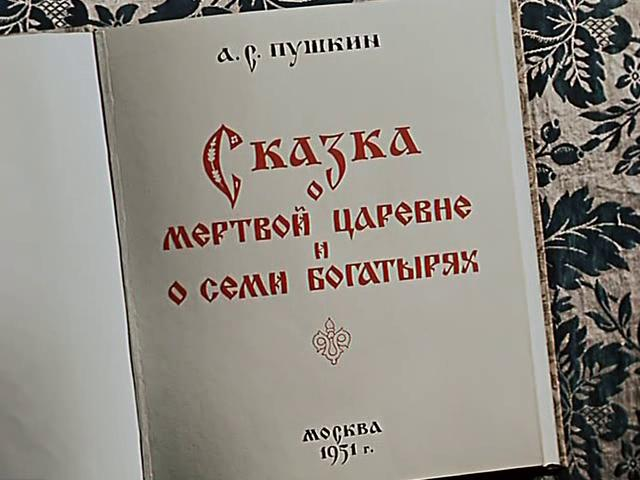 А. С. ПУШКИН
Сказка
о
мертвой царевне
и
о семи богатырях
МОСКВА
1951 г.